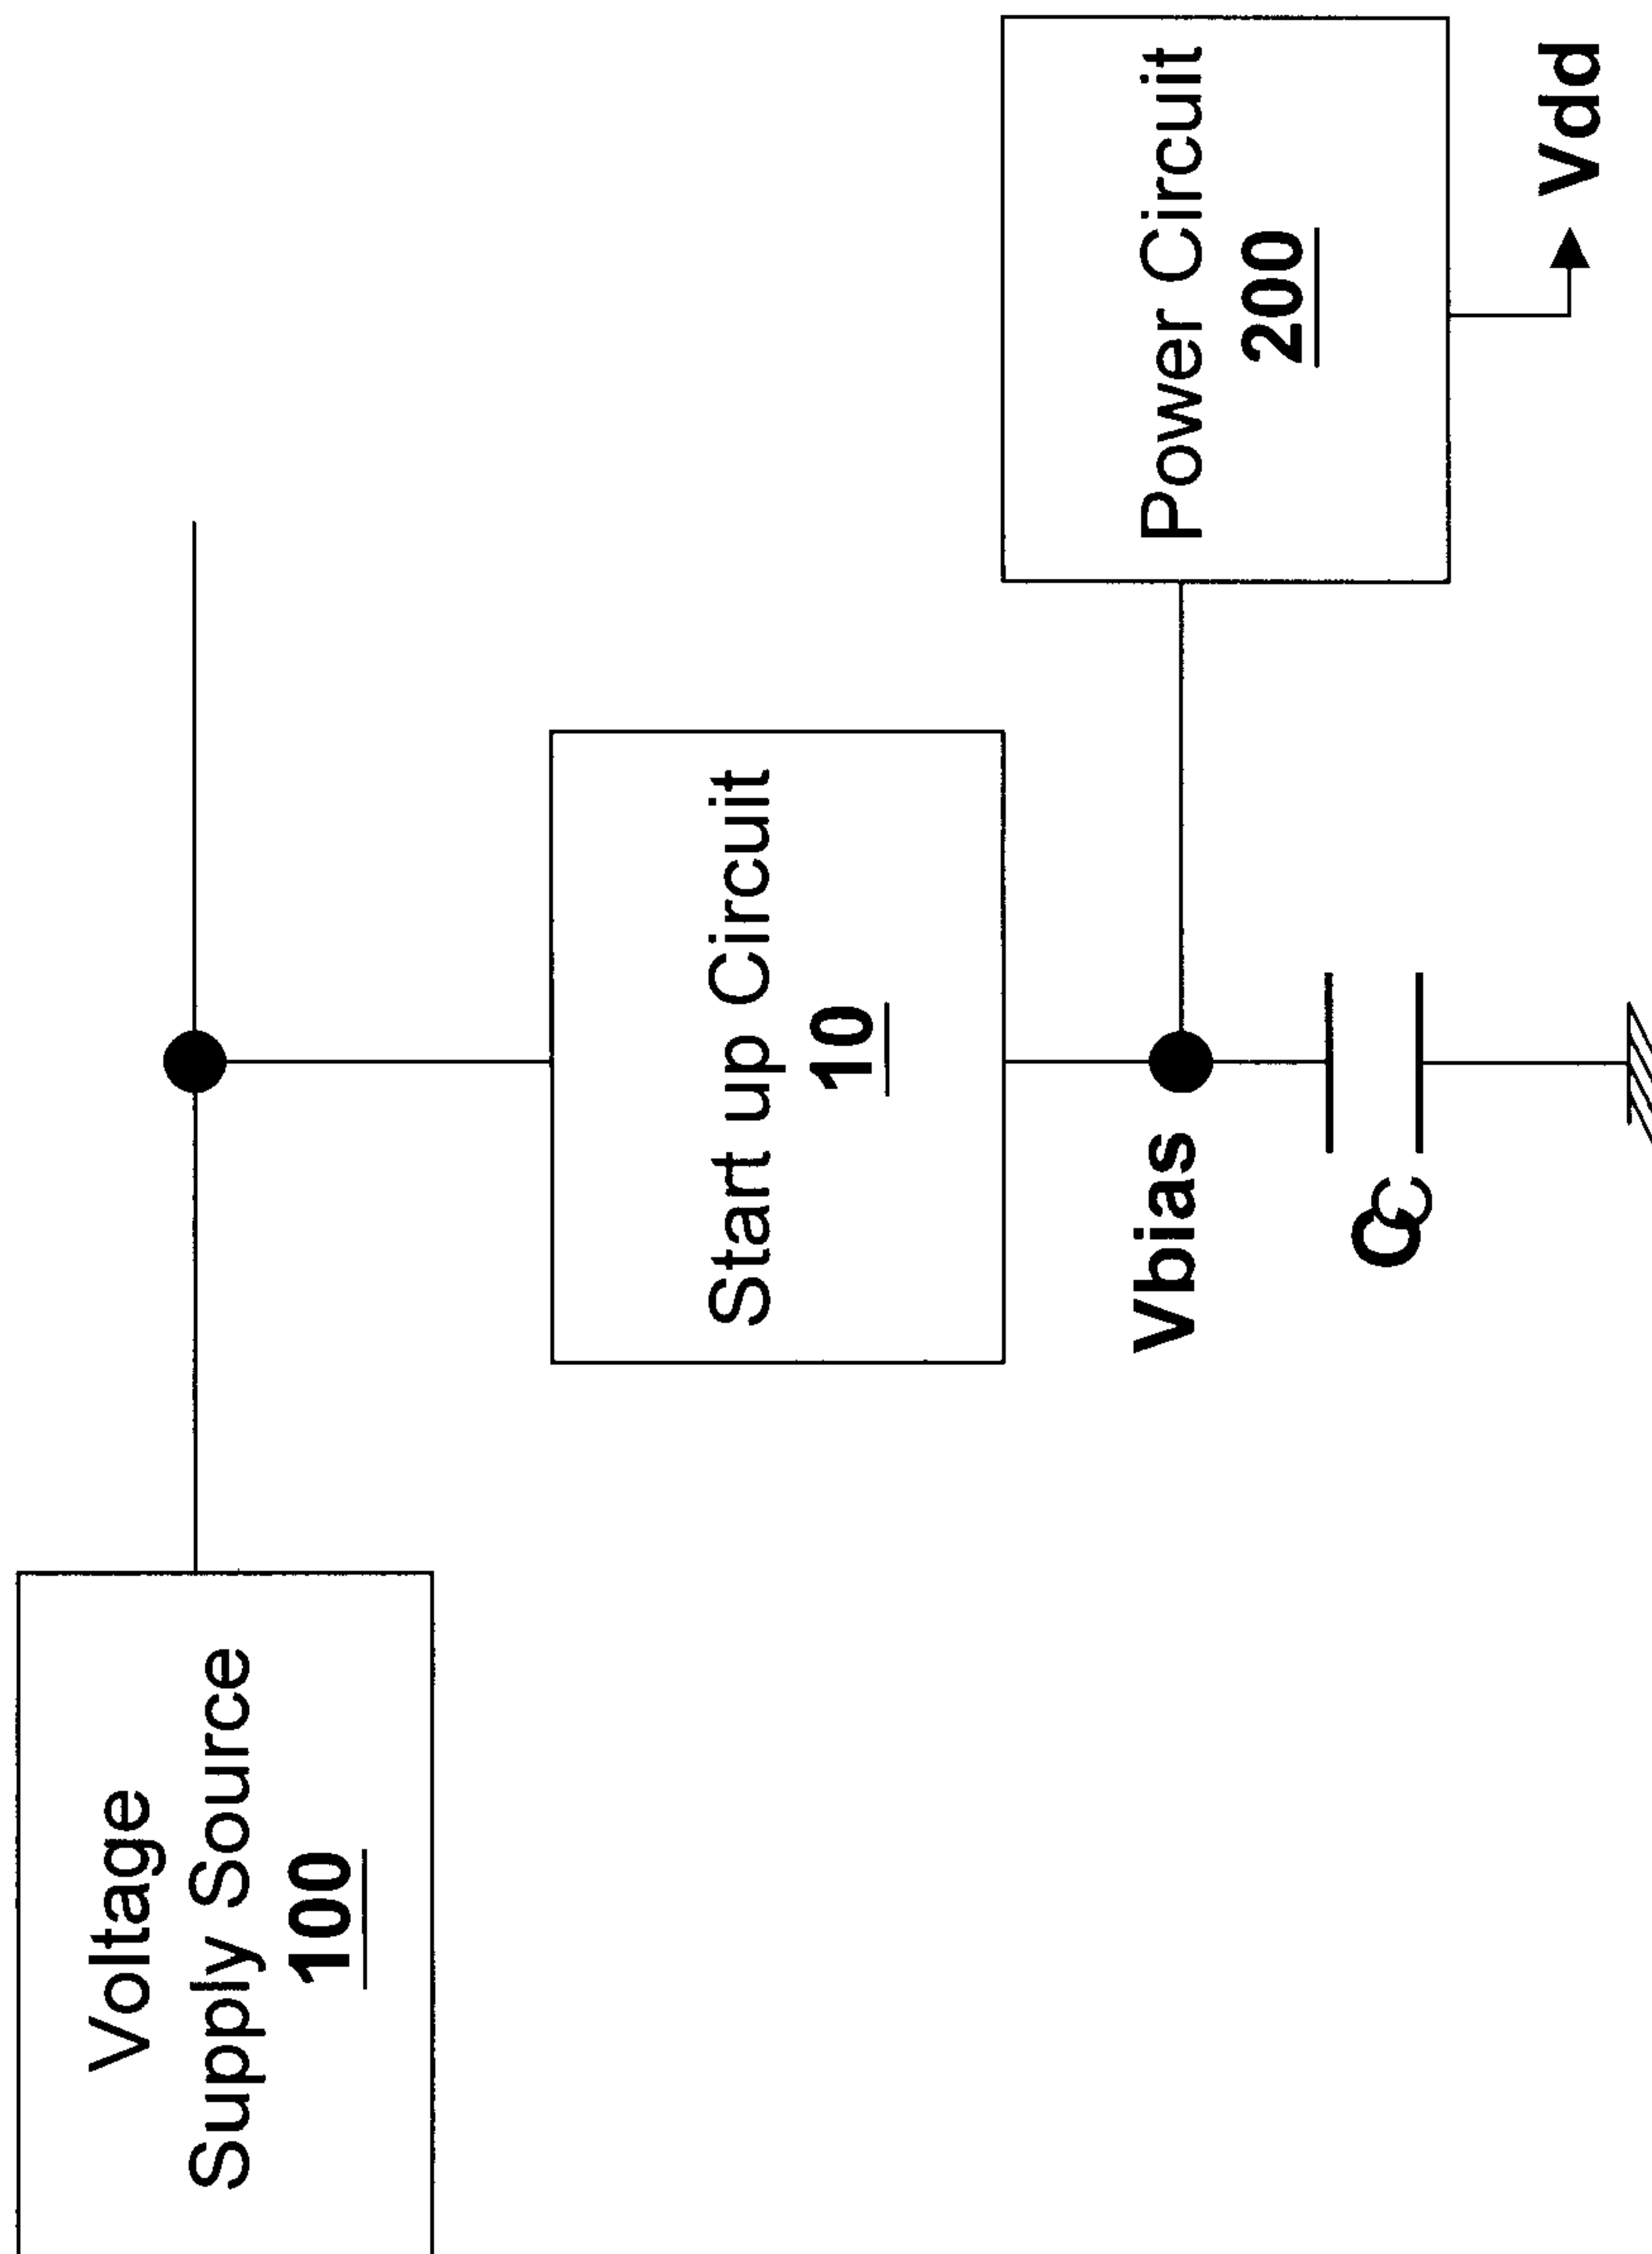 Voltage
Supply Source
100
Start up Circuit
10
Vbias
Cc
Power Circuit
200
Vdd